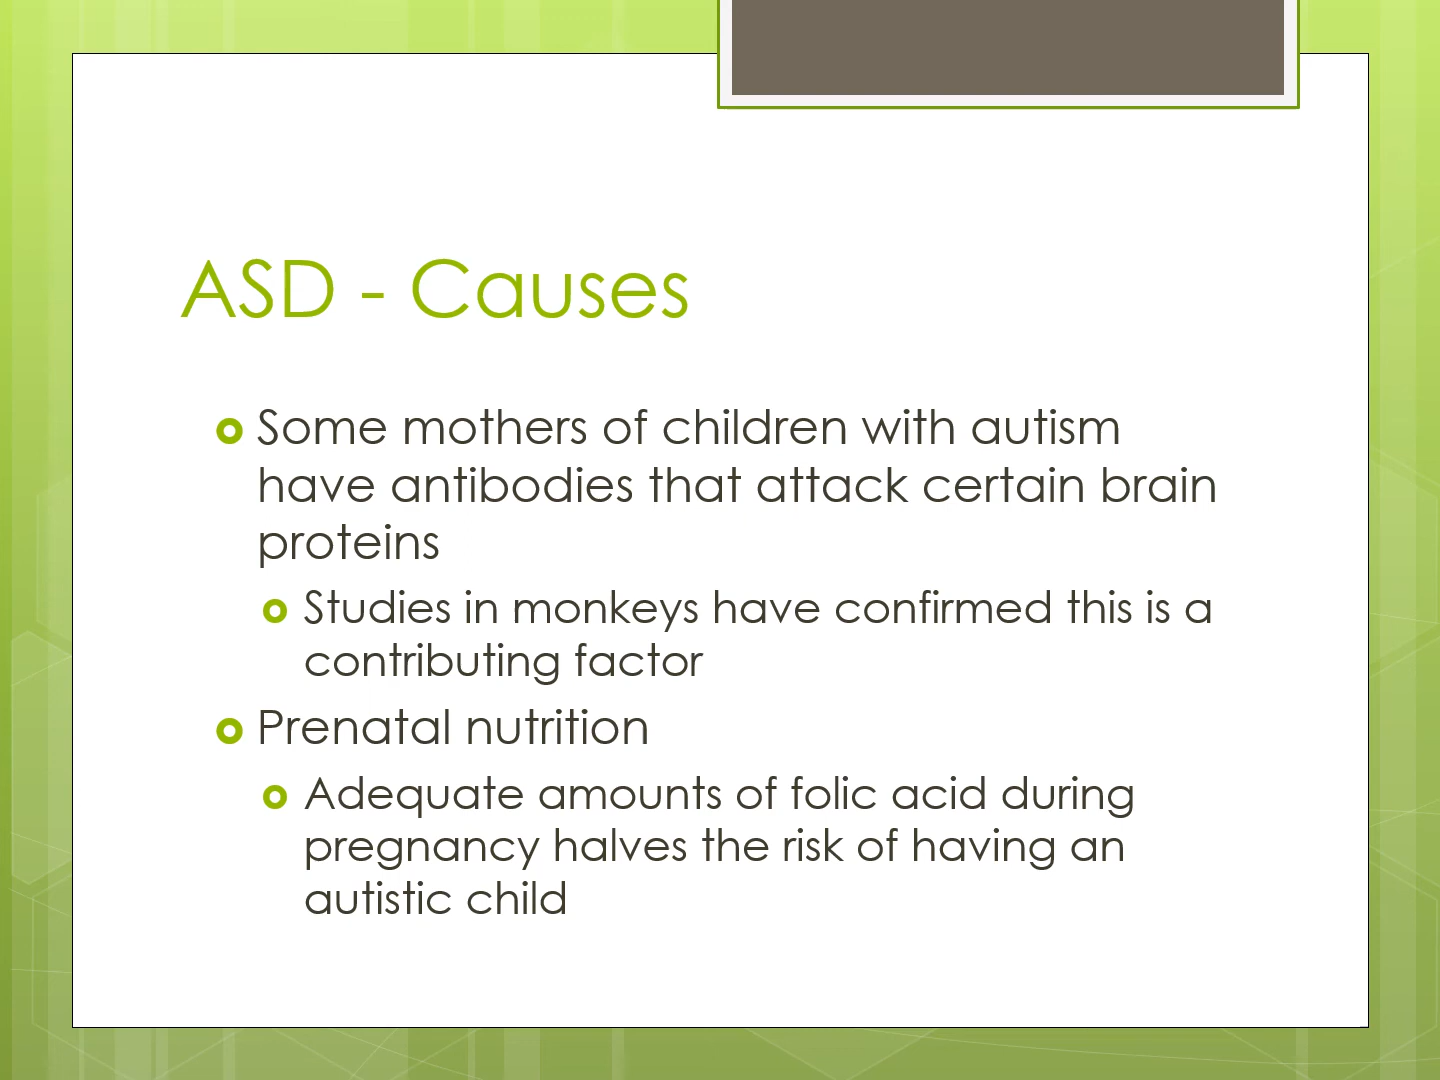 ASD - Causes
Some mothers of children with autism
have antibodies that attack certain brain
proteins
Studies in monkeys have confirmed this is a
contributing factor
Prenatal nutrition
Adequate amounts of folic acid during
pregnancy halves the risk of having an
autistic child